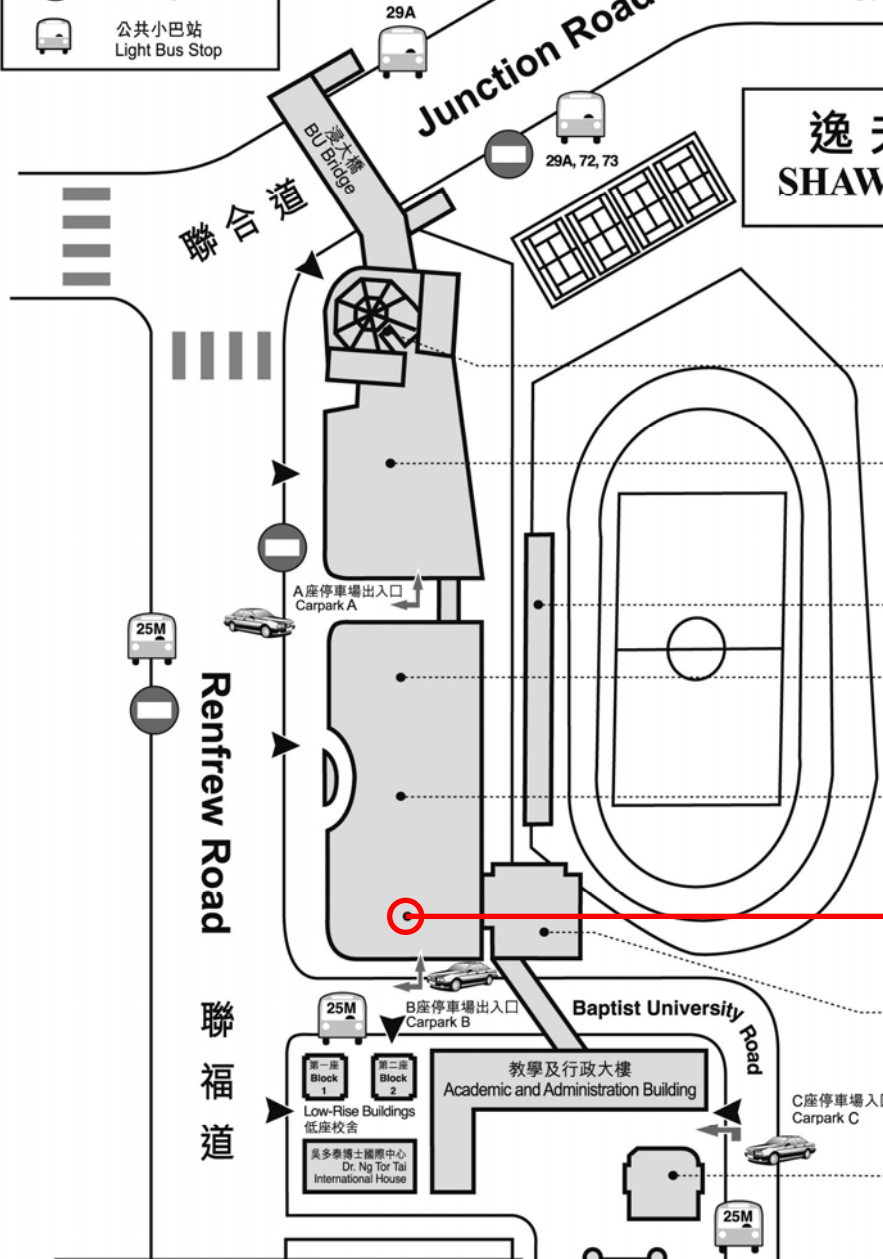 公共小巴站
Light Bus Stop
29A
Junction Road
29A, 72, 73
浸大橋
BU Bridge
聯合道
逸
SHAW
A座停車場出入口
Carpark A
25M
Renfrew Road
聯福道
B座停車場出入口
Carpark B
25M
Baptist University Road
第一座
Block
1
第二座
Block
2
教學及行政大樓
Academic and Administration Building
Low-Rise Buildings
低座校舍
吳多泰博士國際中心
Dr. Ng Tor Tai
International House
C座停車場入
Carpark C
25M